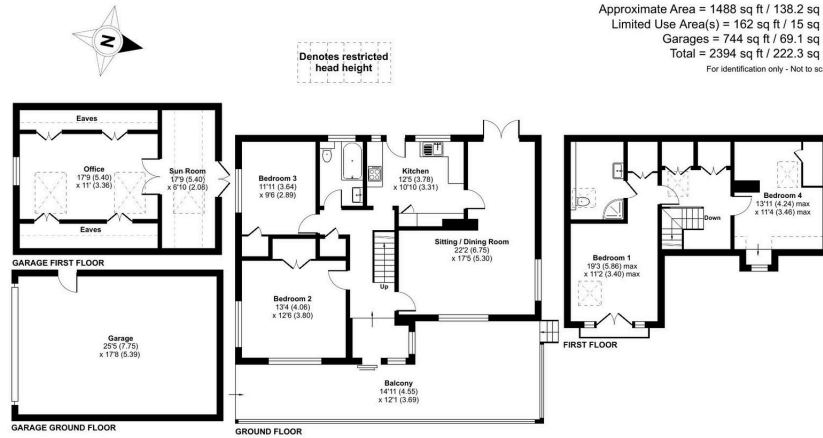 Approximate Area = 1488 sq ft / 138.2 sq
Limited Use Area(s) = 162 sq ft / 15 sq
Garages = 744 sq ft / 69.1 sq
Total = 2394 sq ft / 222.3 sq
For identification only - Not to sc
N
Denotes restricted
head height
Eaves
Office
17'9 (5.40)
x 11' (3.36)
Sun Room
17'9 (5.40)
x 6'10 (2.08)
Eaves
GARAGE FIRST FLOOR
Garage
25'5 (7.75)
x 17'8 (5.39)
GARAGE GROUND FLOOR
Bedroom 3
11'11 (3.64)
x 9'6 (2.89)
Kitchen
12'5 (3.78)
x 10'10 (3.31)
Sitting / Dining Room
22'2 (6.75)
x 17'5 (5.30)
Up
Bedroom 2
13'4 (4.06)
x 12'6 (3.80)
Balcony
14'11 (4.55)
x 12'1 (3.69)
GROUND FLOOR
Bedroom 4
13'11 (4.24) max
x 11'4 (3.46) max
Down
Bedroom 1
19'3 (5.86) max
x 11'2 (3.40) max
FIRST FLOOR